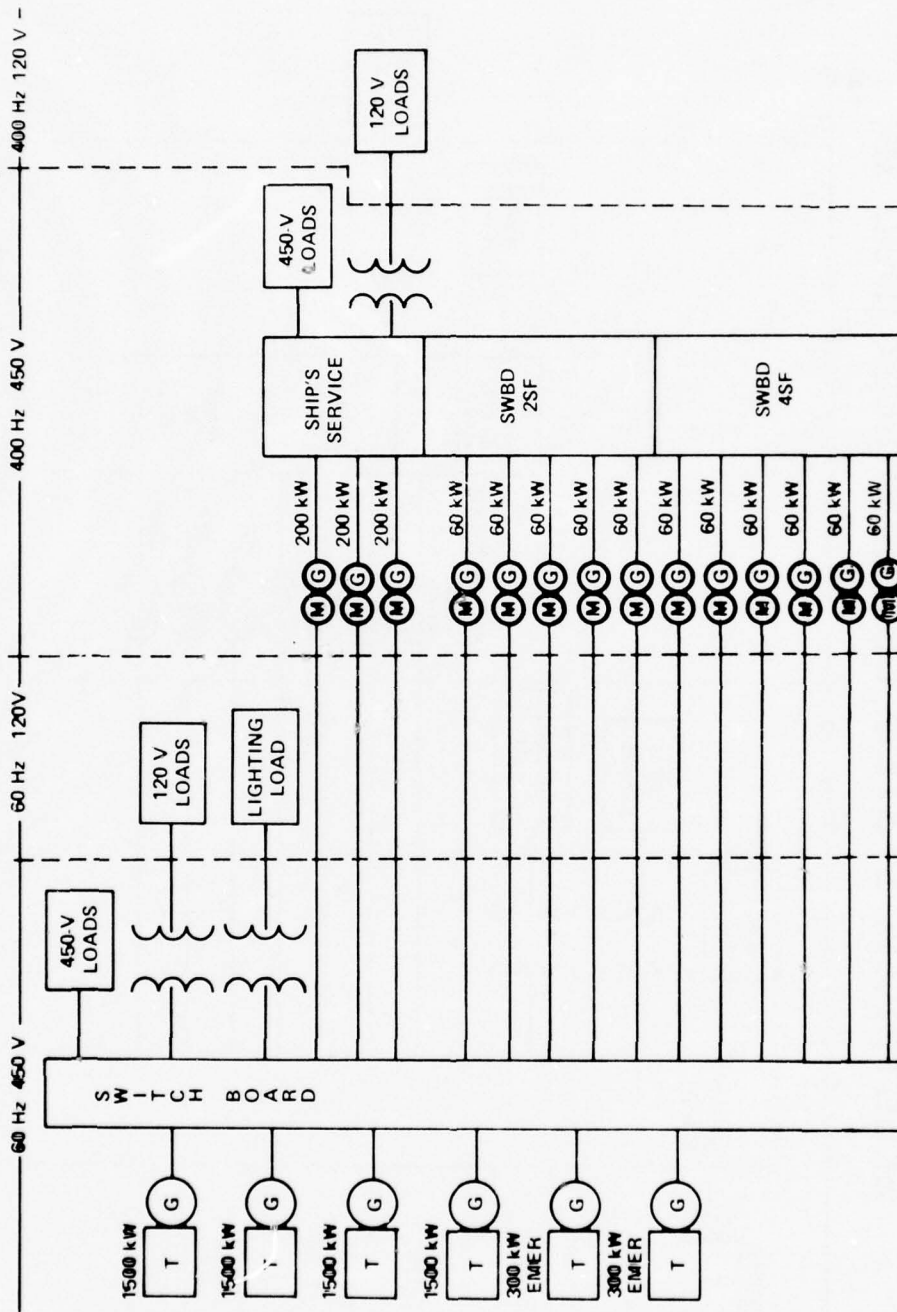 60 Hz 450 V
60 Hz 120V
400 Hz 450 V
400 Hz 120 V
1500 kW
T
G
1500 kW
T
G
1500 kW
T
G
1500 kW
T
G
300 kW
EMER
T
G
300 kW
EMER
T
G
SWITCH
BOARD
450-V
LOADS
120 V
LOADS
LIGHTING
LOAD
M G 200 kW
M G 200 kW
M G 200 kW
M G 60 kW
M G 60 kW
M G 60 kW
M G 60 kW
M G 60 kW
M G 60 kW
M G 60 kW
M G 60 kW
M G 60 kW
M G 60 kW
M G 60 kW
SHIP'S
SERVICE
SWBD
2SF
SWBD
4SF
450-V
LOADS
120 V
LOADS